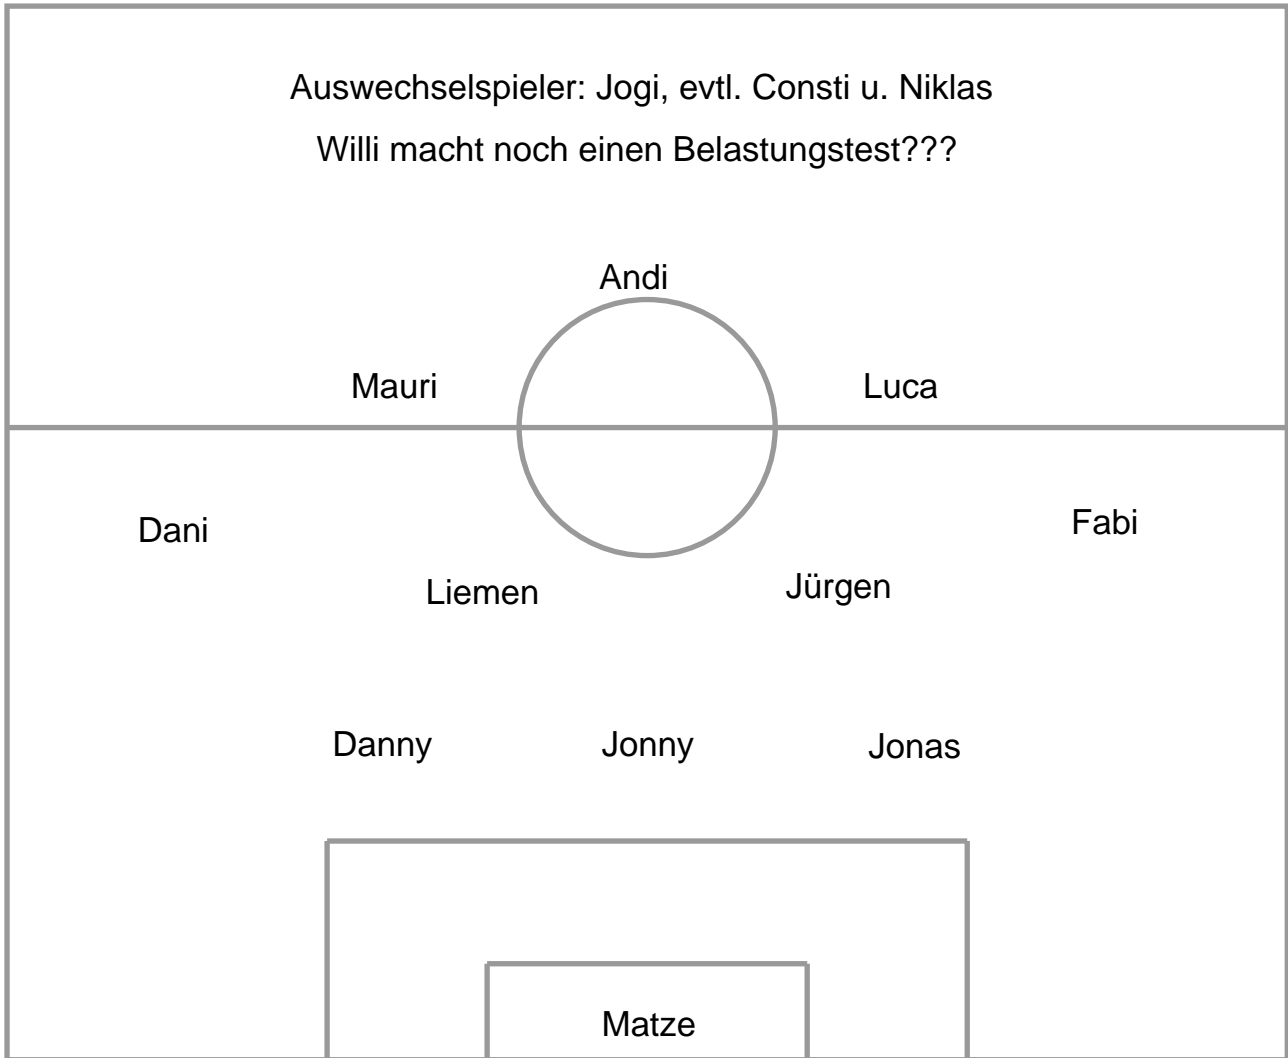 Auswechselspieler: Jogi, evtl. Consti u. Niklas
Willi macht noch einen Belastungstest???
Andi
Mauri
Luca
Dani
Fabi
Liemen
Jürgen
Danny
Jonny
Jonas
Matze